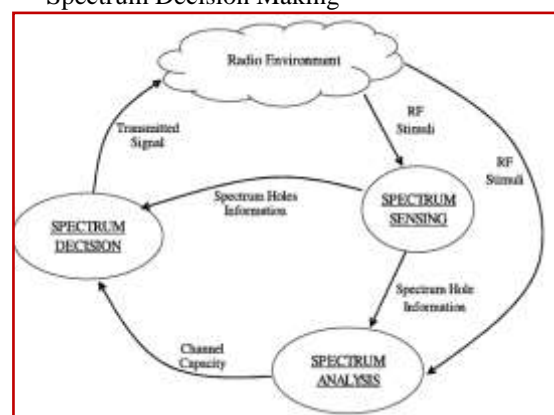 Spectrum Decision Making
Radio Environment
RF
Stimuli
Transmitted
Signal
RF
Stimuli
Spectrum Holes
Information
SPECTRUM
SENSING
SPECTRUM
DECISION
Spectrum Hole
Information
Channel
Capacity
SPECTRUM
ANALYSIS